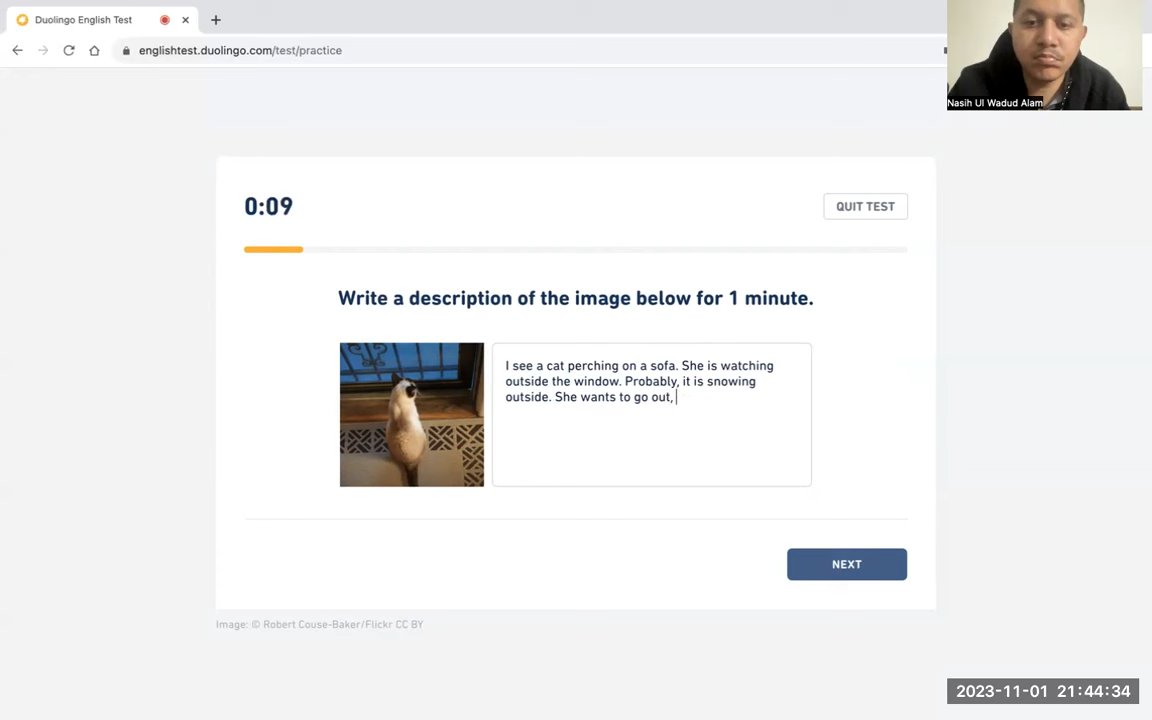 Duolingo English Test
englishtest.duolingo.com/test/practice
Nasih Ul Wadud Alam
0:09
QUIT TEST
Write a description of the image below for 1 minute.
I see a cat perching on a sofa. She is watching
outside the window. Probably, it is snowing
outside. She wants to go out,
NEXT
Image: © Robert Couse-Baker/Flickr CC BY
2023-11-01 21:44:34